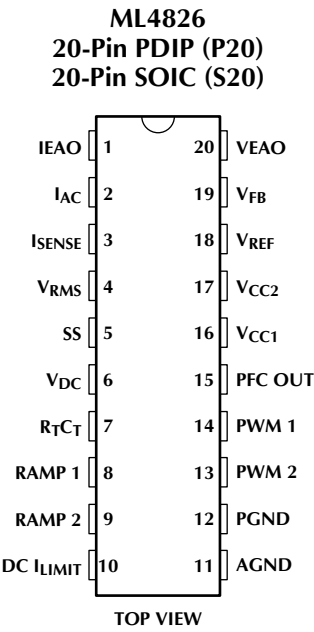 ML4826
20-Pin PDIP (P20)
20-Pin SOIC (S20)
IEAO 1 20 VEAO
IAC 2 19 VFB
ISENSE 3 18 VREF
VRMS 4 17 VCC2
SS 5 16 VCC1
VDC 6 15 PFC OUT
RTCT 7 14 PWM 1
RAMP 1 8 13 PWM 2
RAMP 2 9 12 PGND
DC ILIMIT 10 11 AGND
TOP VIEW